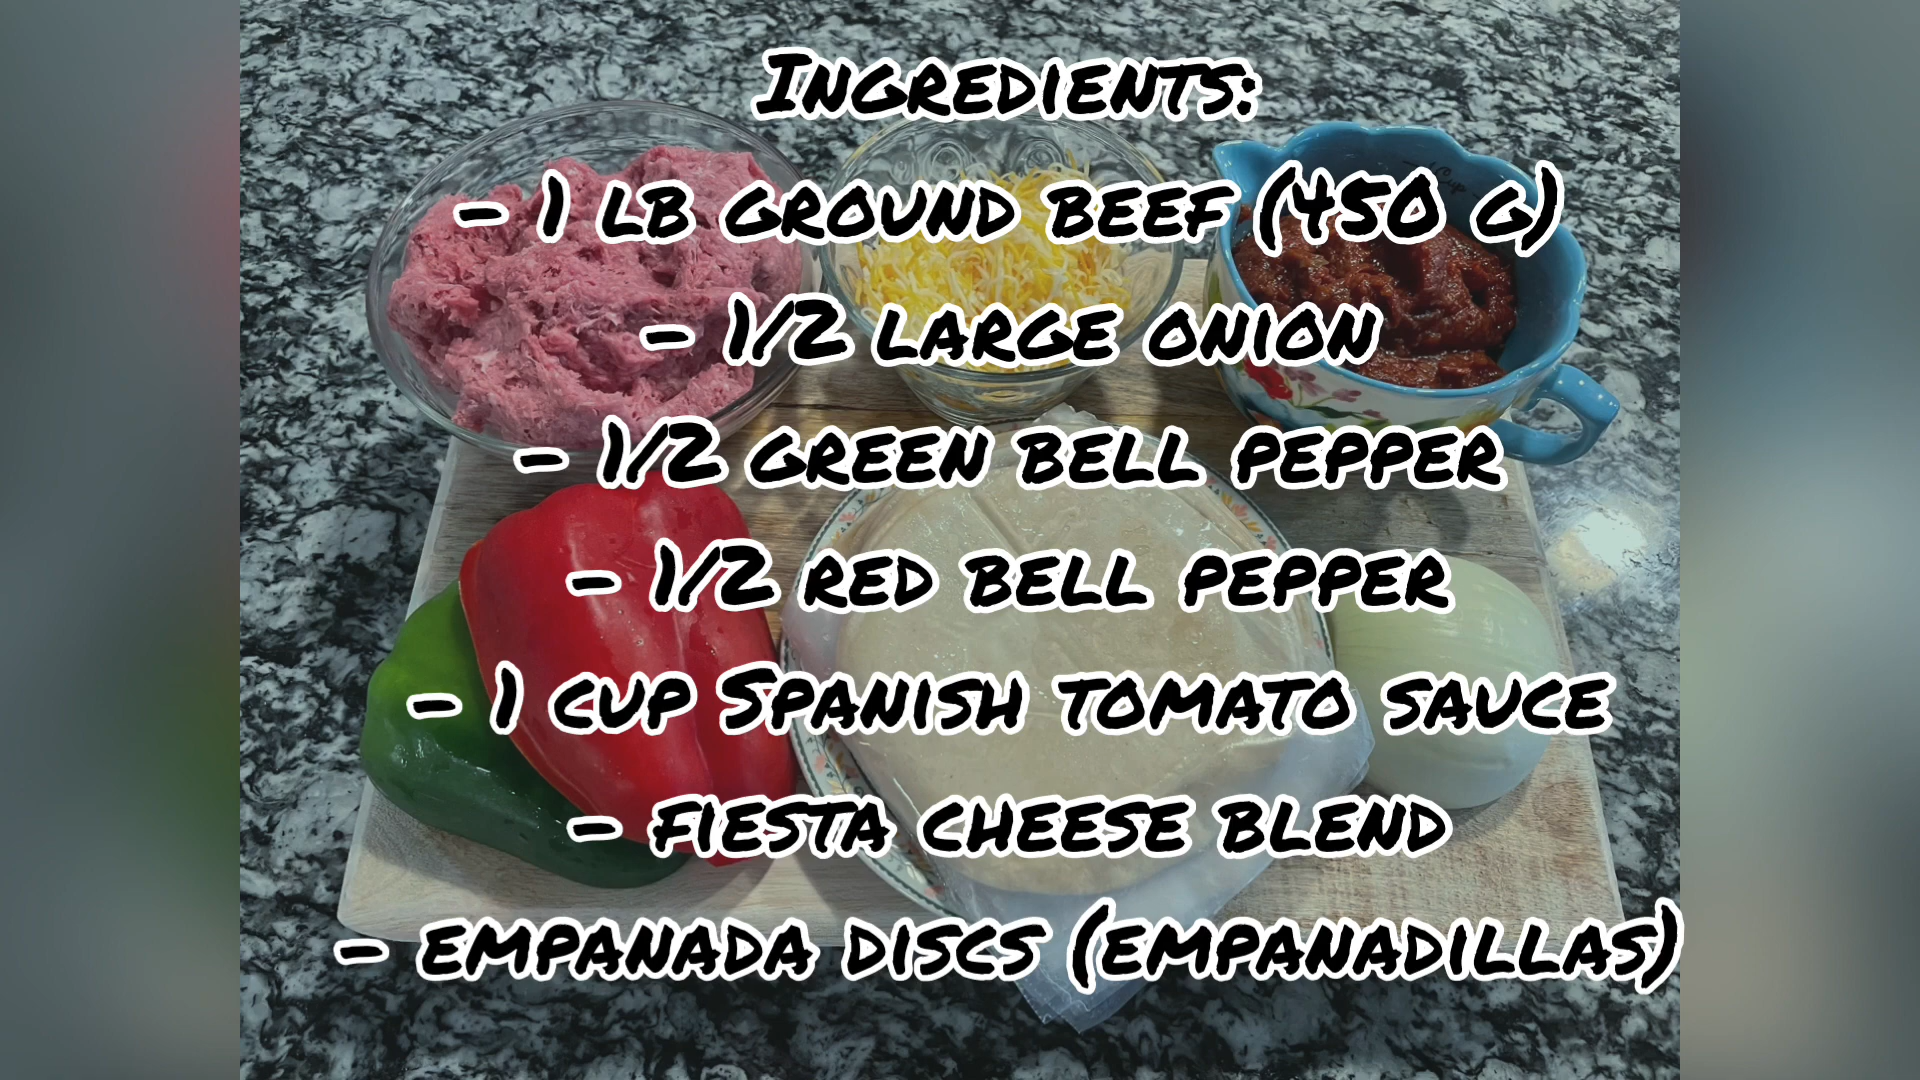 Ingredients:
- 1 lb ground beef (450 g)
- 1/2 large onion
- 1/2 green bell pepper
- 1/2 red bell pepper
- 1 cup Spanish tomato sauce
- fiesta cheese blend
- empanada discs (empanadillas)